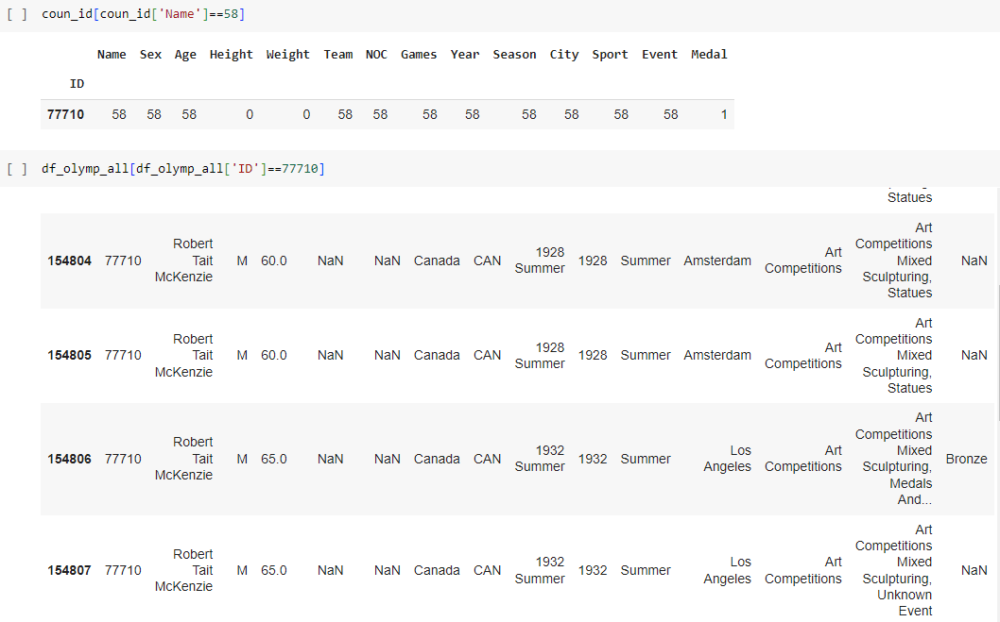 [ ] coun_id[coun_id['Name']==58]
Name Sex Age Height Weight Team NOC Games Year Season City Sport Event Medal
ID
77710 58 58 58 0 0 58 58 58 58 58 58 58 58 1
[ ] df_olymp_all[df_olymp_all['ID']==77710]
Statues
154804 77710 Robert Tait McKenzie M 60.0 NaN NaN Canada CAN 1928 Summer 1928 Summer Amsterdam Art Competitions Art Competitions Mixed Sculpturing, Statues NaN
154805 77710 Robert Tait McKenzie M 60.0 NaN NaN Canada CAN 1928 Summer 1928 Summer Amsterdam Art Competitions Art Competitions Mixed Sculpturing, Statues NaN
154806 77710 Robert Tait McKenzie M 65.0 NaN NaN Canada CAN 1932 Summer 1932 Summer Los Angeles Art Competitions Art Competitions Mixed Sculpturing, Medals And... Bronze
154807 77710 Robert Tait McKenzie M 65.0 NaN NaN Canada CAN 1932 Summer 1932 Summer Los Angeles Art Competitions Art Competitions Mixed Sculpturing, Unknown Event NaN